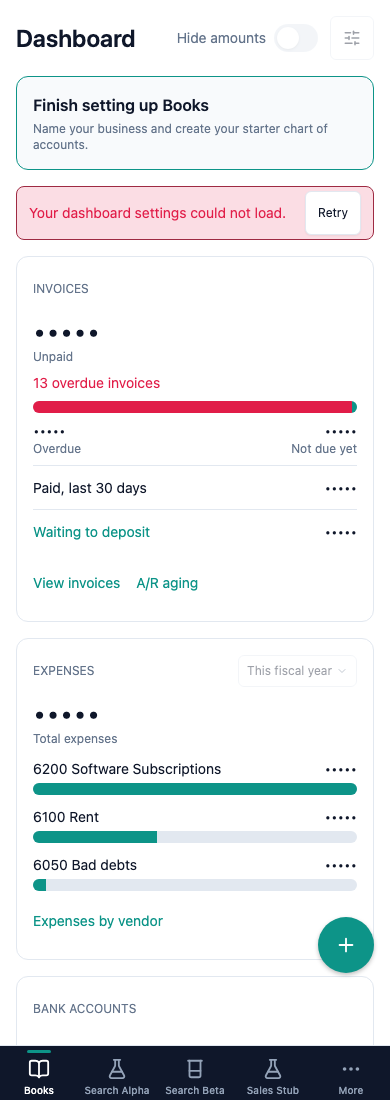 Dashboard
Hide amounts
Finish setting up Books
Name your business and create your starter chart of
accounts.
Your dashboard settings could not load.
Retry
INVOICES
•••••
Unpaid
13 overdue invoices
••••• •••••
Overdue Not due yet
Paid, last 30 days •••••
Waiting to deposit •••••
View invoices A/R aging
EXPENSES
This fiscal year
•••••
Total expenses
6200 Software Subscriptions •••••
6100 Rent •••••
6050 Bad debts •••••
Expenses by vendor
BANK ACCOUNTS
Books Search Alpha Search Beta Sales Stub More